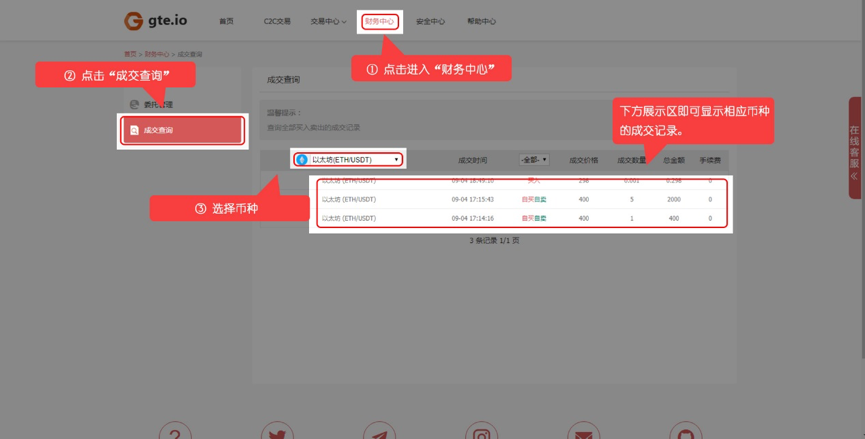 gte.io 首页 C2C交易 交易中心 财务中心 安全中心 帮助中心
首页 > 财务中心 > 成交查询
① 点击进入“财务中心”
② 点击“成交查询”
成交查询
委托管理
温馨提示：
成交查询
查询全部买入卖出的成交记录
下方展示区即可显示相应币种
的成交记录。
在线客服
以太坊(ETH/USDT) 成交时间 -全部- 成交价格 成交数量 总金额 手续费
以太坊 (ETH/USDT) 09-04 18:49:10 买入 298 0.001 0.298 0
以太坊 (ETH/USDT) 09-04 17:15:43 自买自卖 400 5 2000 0
③ 选择币种
以太坊 (ETH/USDT) 09-04 17:14:16 自买自卖 400 1 400 0
3 条记录 1/1 页